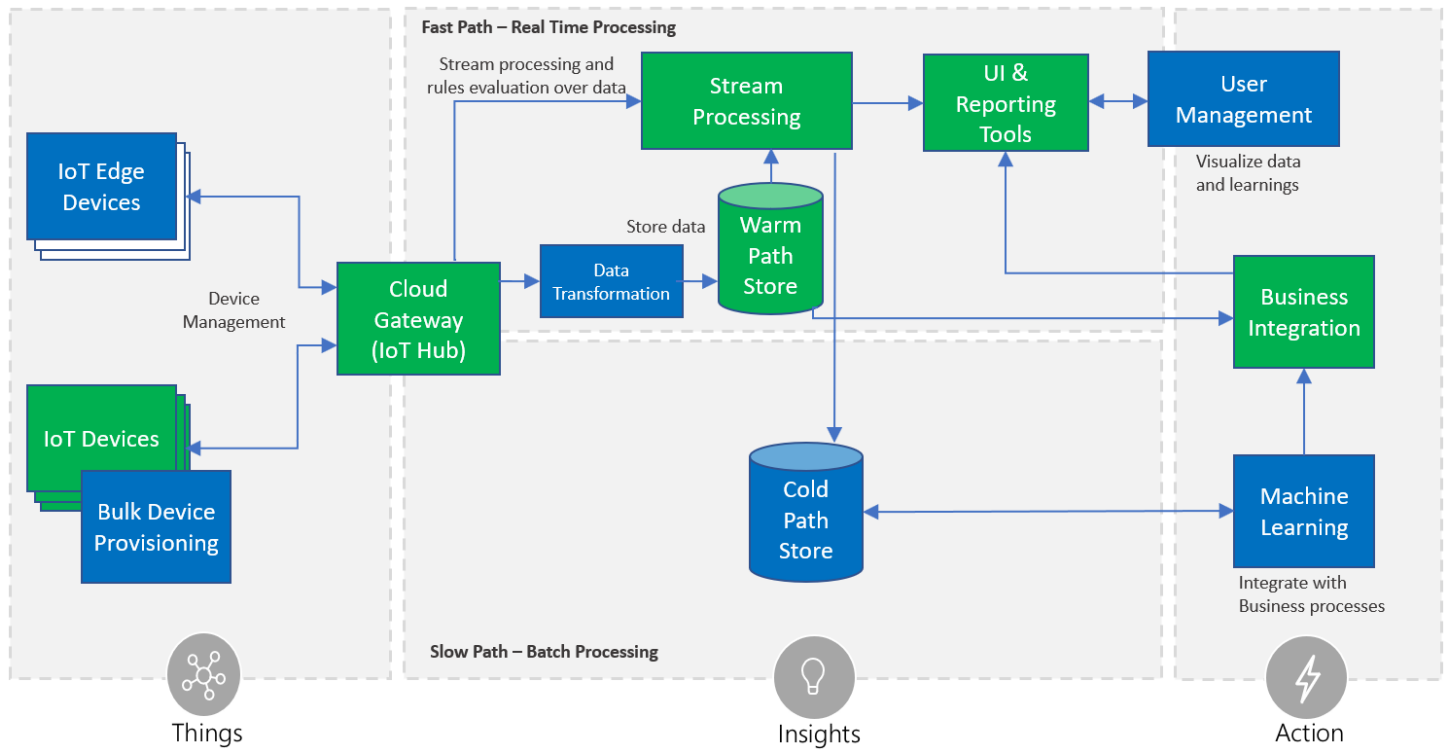 Fast Path – Real Time Processing
Stream processing and
rules evaluation over data
Stream
Processing
UI &
Reporting
Tools
User
Management
Visualize data
and learnings
IoT Edge
Devices
Store data
Warm
Path
Store
Data
Transformation
Cloud
Gateway
(IoT Hub)
Device
Management
Business
Integration
IoT Devices
Bulk Device
Provisioning
Cold
Path
Store
Machine
Learning
Integrate with
Business processes
Slow Path – Batch Processing
Things
Insights
Action